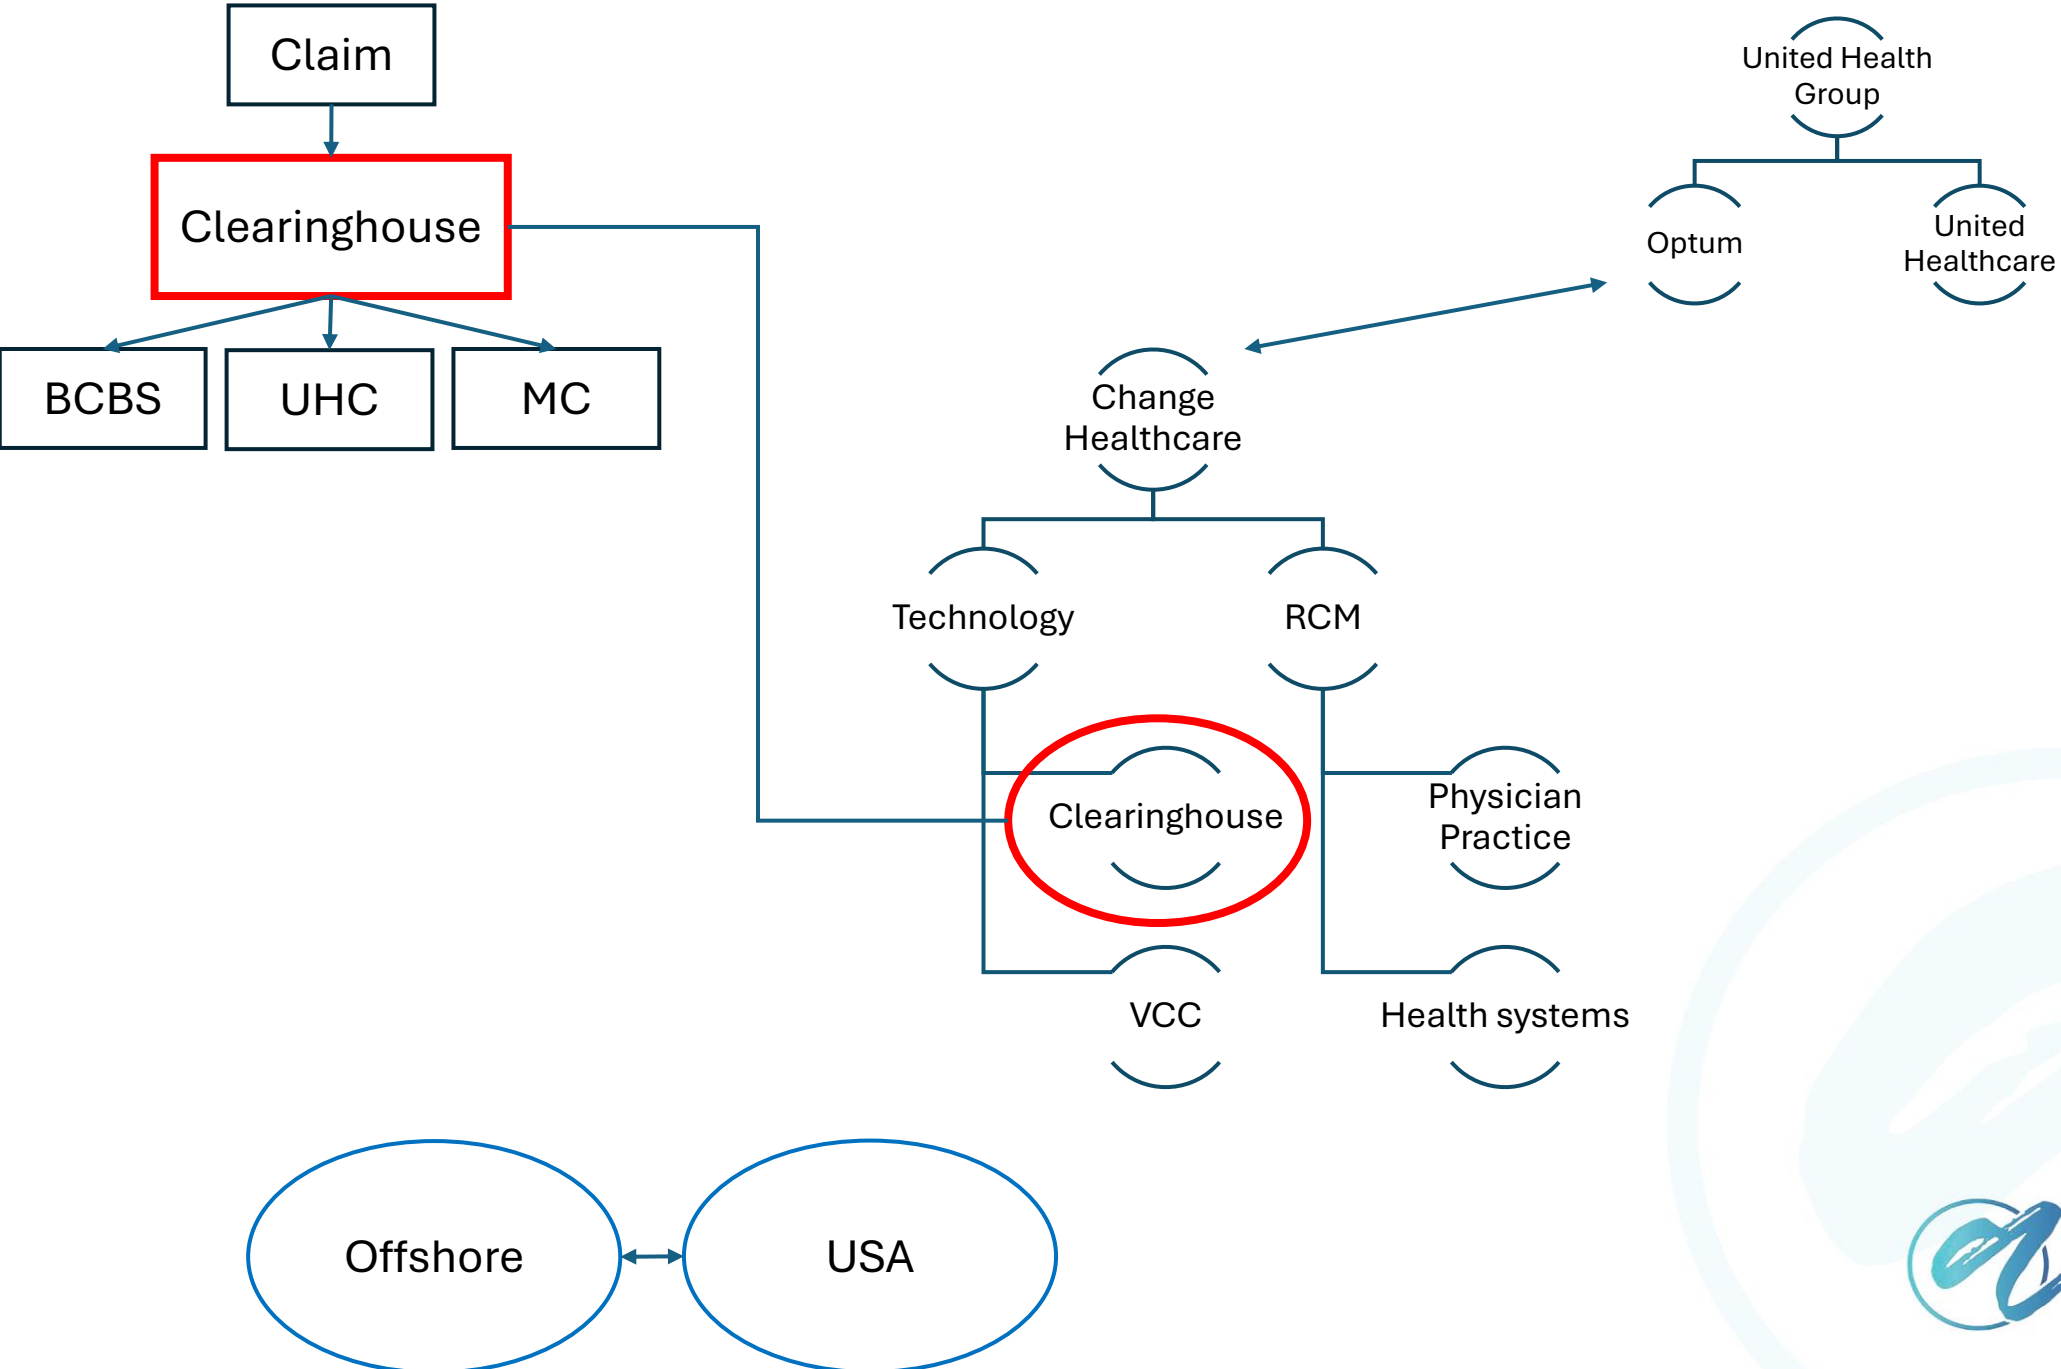 Claim
Clearinghouse
BCBS
UHC
MC
United Health
Group
Optum
United
Healthcare
Change
Healthcare
Technology
RCM
Clearinghouse
Physician
Practice
VCC
Health systems
Offshore
USA